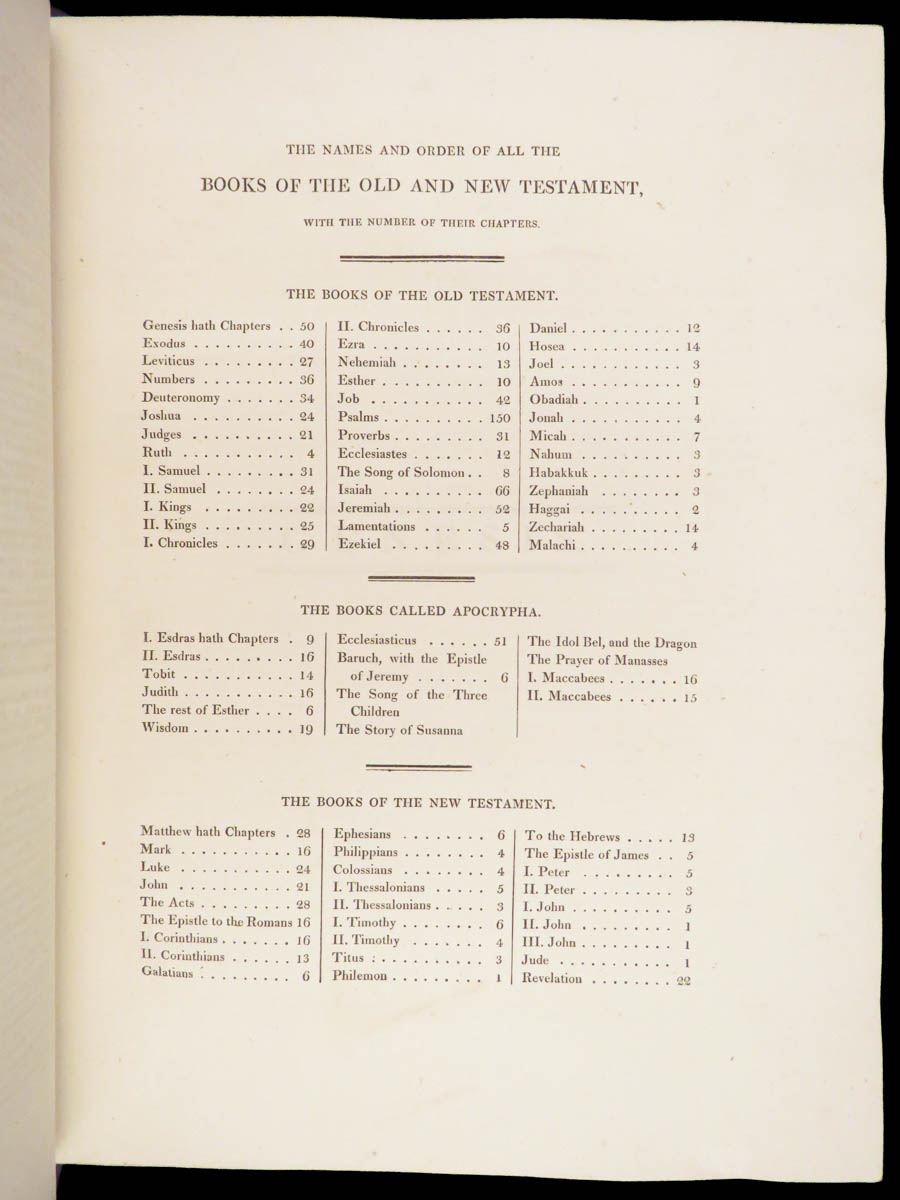 THE NAMES AND ORDER OF ALL THE
BOOKS OF THE OLD AND NEW TESTAMENT,
WITH THE NUMBER OF THEIR CHAPTERS.
THE BOOKS OF THE OLD TESTAMENT.
Genesis hath Chapters . . 50
Exodus . . . . . . . . . . 40
Leviticus . . . . . . . . . 27
Numbers . . . . . . . . . 36
Deuteronomy . . . . . . . 34
Joshua . . . . . . . . . . 24
Judges . . . . . . . . . . 21
Ruth . . . . . . . . . . . 4
I. Samuel . . . . . . . . . 31
II. Samuel . . . . . . . . 24
I. Kings . . . . . . . . . 22
II. Kings . . . . . . . . . 25
I. Chronicles . . . . . . . 29
II. Chronicles . . . . . . 36
Ezra . . . . . . . . . . . 10
Nehemiah . . . . . . . . 13
Esther . . . . . . . . . . 10
Job . . . . . . . . . . . 42
Psalms . . . . . . . . . . 150
Proverbs . . . . . . . . . 31
Ecclesiastes . . . . . . . 12
The Song of Solomon . . 8
Isaiah . . . . . . . . . . 66
Jeremiah . . . . . . . . . 52
Lamentations . . . . . . 5
Ezekiel . . . . . . . . . 48
Daniel . . . . . . . . . . . 12
Hosea . . . . . . . . . . . 14
Joel . . . . . . . . . . . . 3
Amos . . . . . . . . . . . 9
Obadiah . . . . . . . . . . 1
Jonah . . . . . . . . . . . 4
Micah . . . . . . . . . . . 7
Nahum . . . . . . . . . . 3
Habakkuk . . . . . . . . . 3
Zephaniah . . . . . . . . 3
Haggai . . . . . . . . . . 2
Zechariah . . . . . . . . . 14
Malachi . . . . . . . . . . 4
THE BOOKS CALLED APOCRYPHA.
I. Esdras hath Chapters . 9
II. Esdras . . . . . . . . . 16
Tobit . . . . . . . . . . . 14
Judith . . . . . . . . . . . 16
The rest of Esther . . . . 6
Wisdom . . . . . . . . . . 19
Ecclesiasticus . . . . . . 51
Baruch, with the Epistle
of Jeremy . . . . . . . 6
The Song of the Three
Children
The Story of Susanna
The Idol Bel, and the Dragon
The Prayer of Manasses
I. Maccabees . . . . . . . 16
II. Maccabees . . . . . . 15
THE BOOKS OF THE NEW TESTAMENT.
Matthew hath Chapters . 28
Mark . . . . . . . . . . . 16
Luke . . . . . . . . . . . 24
John . . . . . . . . . . . 21
The Acts . . . . . . . . . 28
The Epistle to the Romans 16
I. Corinthians . . . . . . . 16
II. Corinthians . . . . . . 13
Galatians . . . . . . . . . 6
Ephesians . . . . . . . . 6
Philippians . . . . . . . . 4
Colossians . . . . . . . . 4
I. Thessalonians . . . . . 5
II. Thessalonians . . . . . 3
I. Timothy . . . . . . . . 6
II. Timothy . . . . . . . 4
Titus . . . . . . . . . . . 3
Philemon . . . . . . . . . 1
To the Hebrews . . . . . 13
The Epistle of James . . 5
I. Peter . . . . . . . . . 5
II. Peter . . . . . . . . . 3
I. John . . . . . . . . . . 5
II. John . . . . . . . . . 1
III. John . . . . . . . . . 1
Jude . . . . . . . . . . . 1
Revelation . . . . . . . . 22